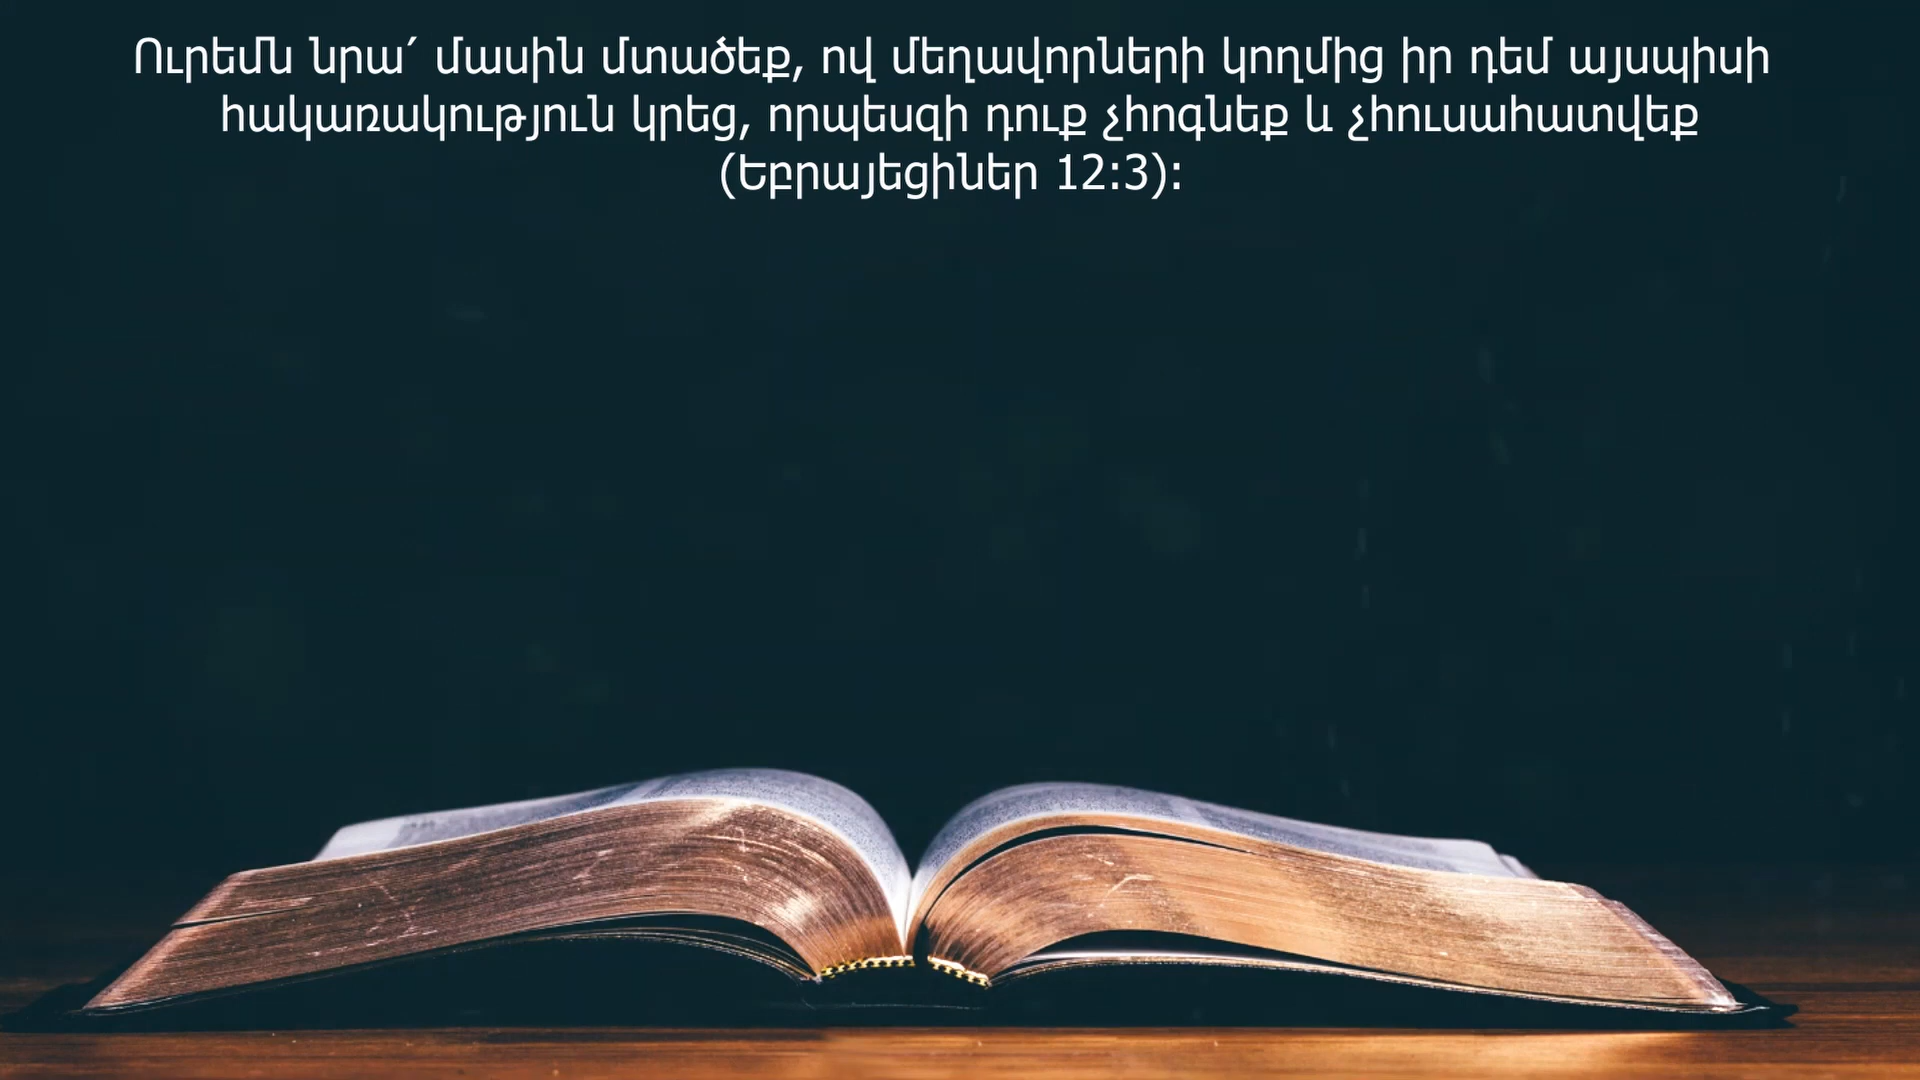 Ուրեմն նրա՛ մասին մտածեք, ով մեղավորների կողմից իր դեմ այսպիսի
հակառակություն կրեց, որպեսզի դուք չհոգնեք և չհուսահատվեք
(Եբրայեցիներ 12:3):